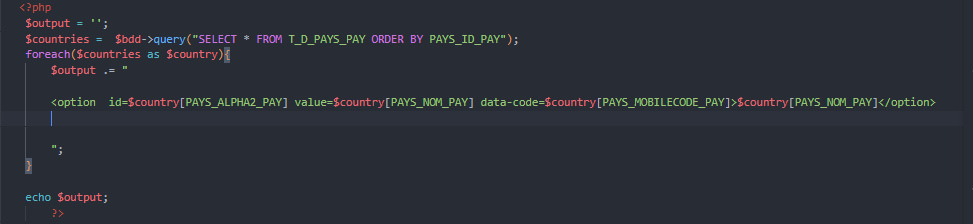 <?php
$output = '';
$countries =  $bdd->query("SELECT * FROM T_D_PAYS_PAY ORDER BY PAYS_ID_PAY");
foreach($countries as $country){
$output .= "
<option  id=$country[PAYS_ALPHA2_PAY] value=$country[PAYS_NOM_PAY] data-code=$country[PAYS_MOBILECODE_PAY]>$country[PAYS_NOM_PAY]</option>
";
}
echo $output;
?>